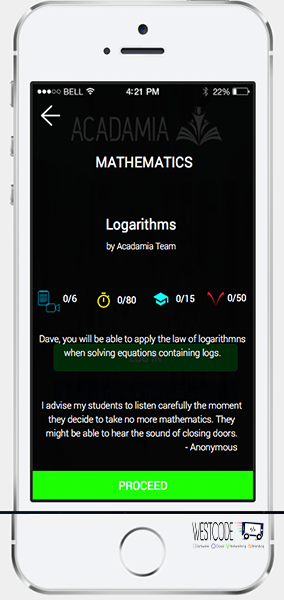 BELL 4:21 PM 22%
ACADAMIA
MATHEMATICS
Logarithms
by Acadamia Team
0/6 0/80 0/15 0/50
Dave, you will be able to apply the law of logarithmns
when solving equations containing logs.
I advise my students to listen carefully the moment
they decide to take no more mathematics. They
might be able to hear the sound of closing doors.
- Anonymous
PROCEED
WESTCODE